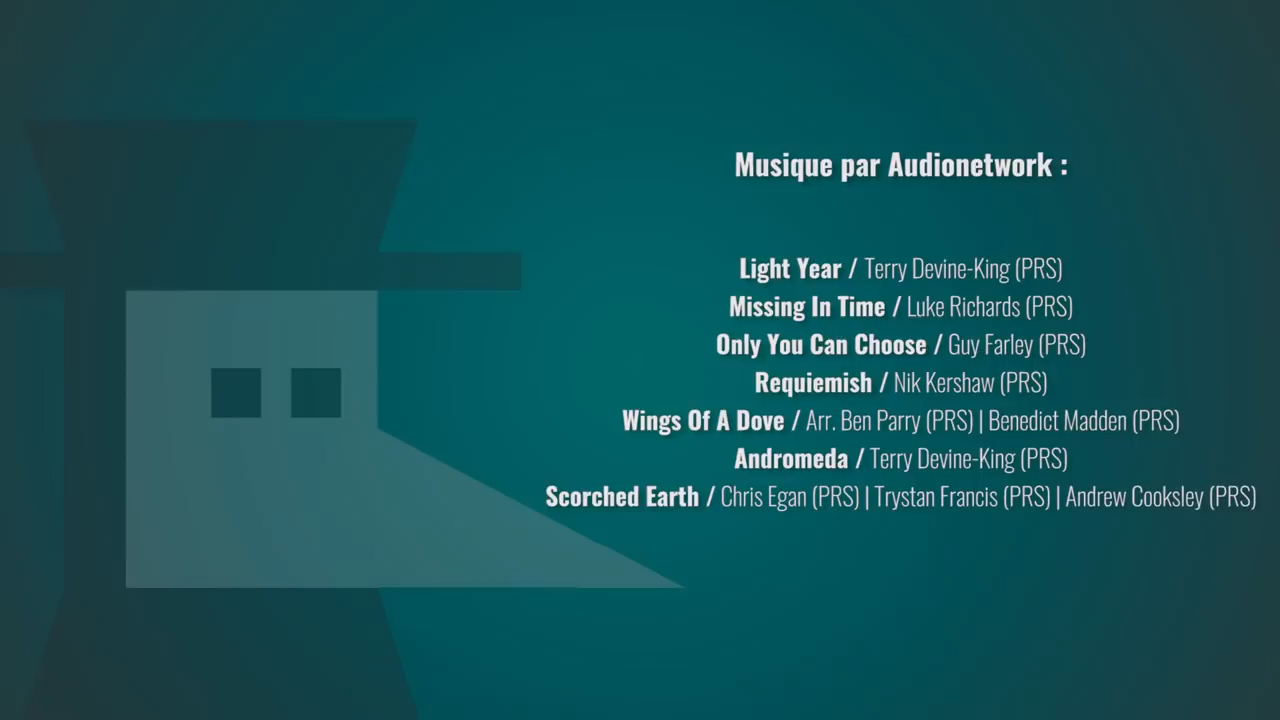 Musique par Audionetwork :
Light Year / Terry Devine-King (PRS)
Missing In Time / Luke Richards (PRS)
Only You Can Choose / Guy Farley (PRS)
Requiemish / Nik Kershaw (PRS)
Wings Of A Dove / Arr. Ben Parry (PRS) | Benedict Madden (PRS)
Andromeda / Terry Devine-King (PRS)
Scorched Earth / Chris Egan (PRS) | Trystan Francis (PRS) | Andrew Cooksley (PRS)